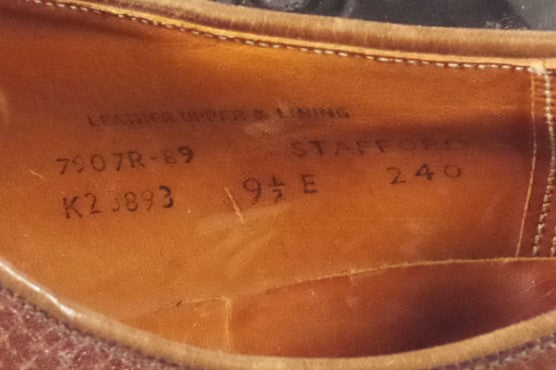 LEATHER UPPER & LINING
7907R-89 STAFFORD
K23893 9½ E 240